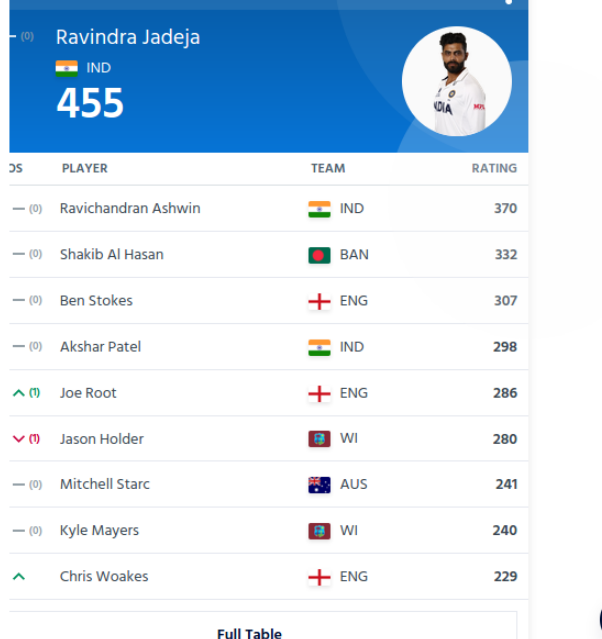 (0) Ravindra Jadeja
IND
455
OS PLAYER TEAM RATING
(0) Ravichandran Ashwin IND 370
(0) Shakib Al Hasan BAN 332
(0) Ben Stokes ENG 307
(0) Akshar Patel IND 298
(1) Joe Root ENG 286
(1) Jason Holder WI 280
(0) Mitchell Starc AUS 241
(0) Kyle Mayers WI 240
Chris Woakes ENG 229
Full Table